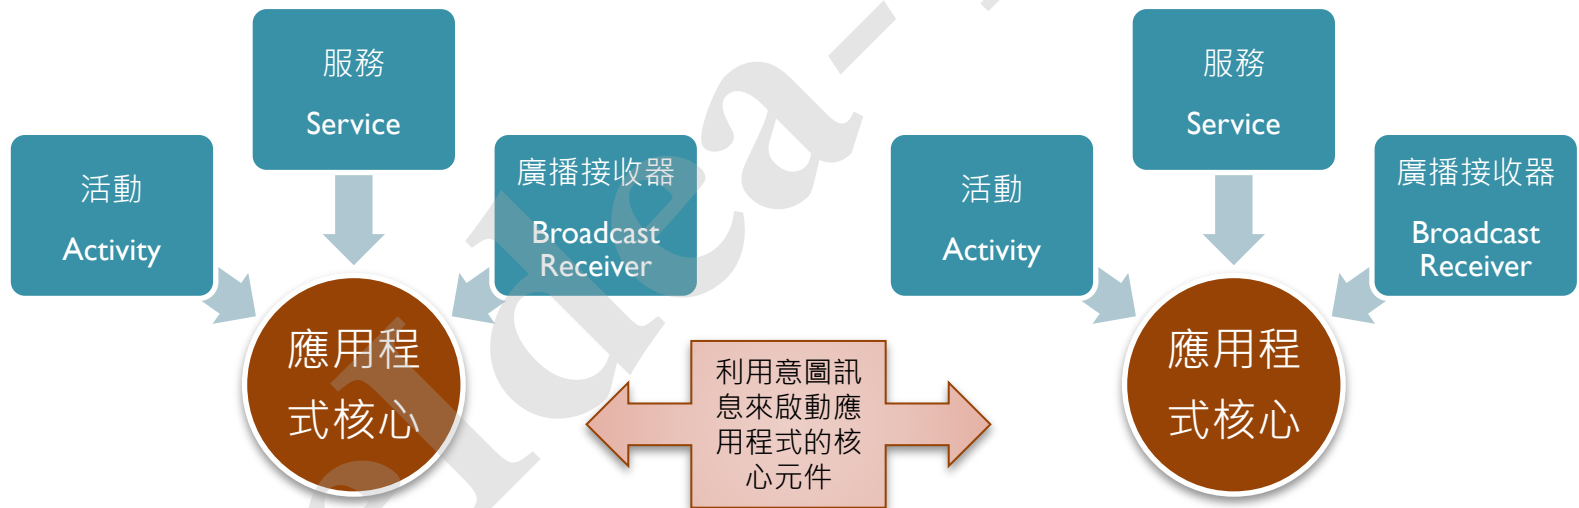 服務
Service
活動
Activity
廣播接收器
Broadcast
Receiver
應用程
式核心
利用意圖訊
息來啟動應
用程式的核
心元件
服務
Service
活動
Activity
廣播接收器
Broadcast
Receiver
應用程
式核心